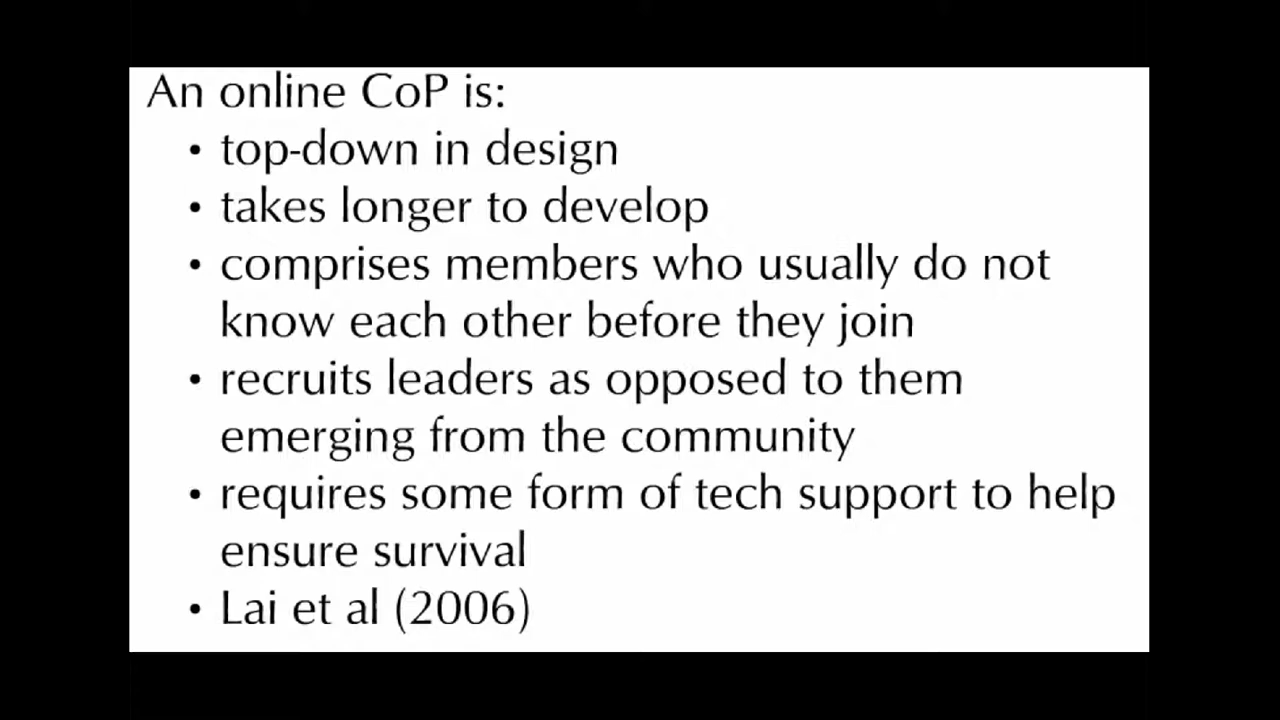 An online CoP is:
• top-down in design
• takes longer to develop
• comprises members who usually do not
know each other before they join
• recruits leaders as opposed to them
emerging from the community
• requires some form of tech support to help
ensure survival
• Lai et al (2006)